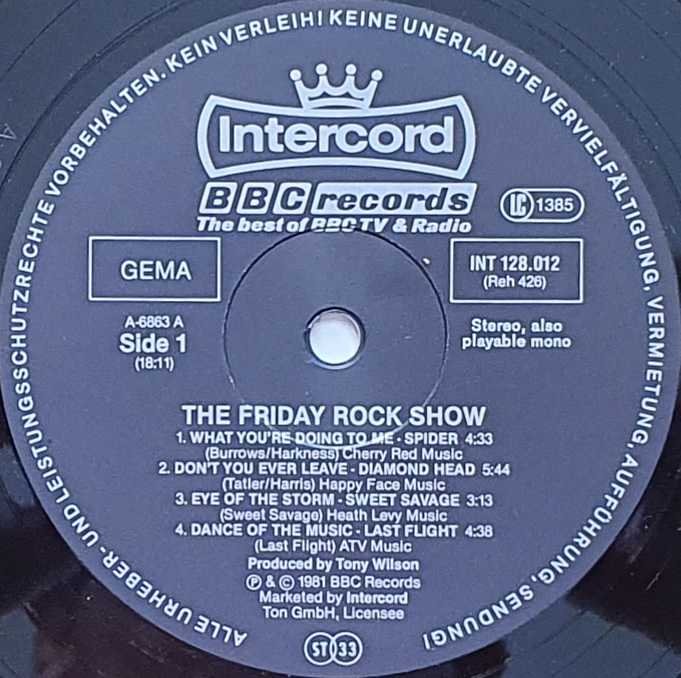 ALLE URHEBER- UND LEISTUNGSSCHUTZRECHTE VORBEHALTEN. KEIN VERLEIH! KEINE UNERLAUBTE VERVIELFÄLTIGUNG, VERMIETUNG, AUFFÜHRUNG, SENDUNG!
Intercord
BBC records
The best of BBC TV & Radio
LC 1385
GEMA
INT 128.012
(Reh 426)
A-6863 A
Side 1
(18:11)
Stereo, also
playable mono
THE FRIDAY ROCK SHOW
1. WHAT YOU'RE DOING TO ME - SPIDER 4:33
(Burrows/Harkness) Cherry Red Music
2. DON'T YOU EVER LEAVE - DIAMOND HEAD 5:44
(Tatler/Harris) Happy Face Music
3. EYE OF THE STORM - SWEET SAVAGE 3:13
(Sweet Savage) Heath Levy Music
4. DANCE OF THE MUSIC - LAST FLIGHT 4:38
(Last Flight) ATV Music
Produced by Tony Wilson
Ⓟ & © 1981 BBC Records
Marketed by Intercord
Ton GmbH, Licensee
ST 33